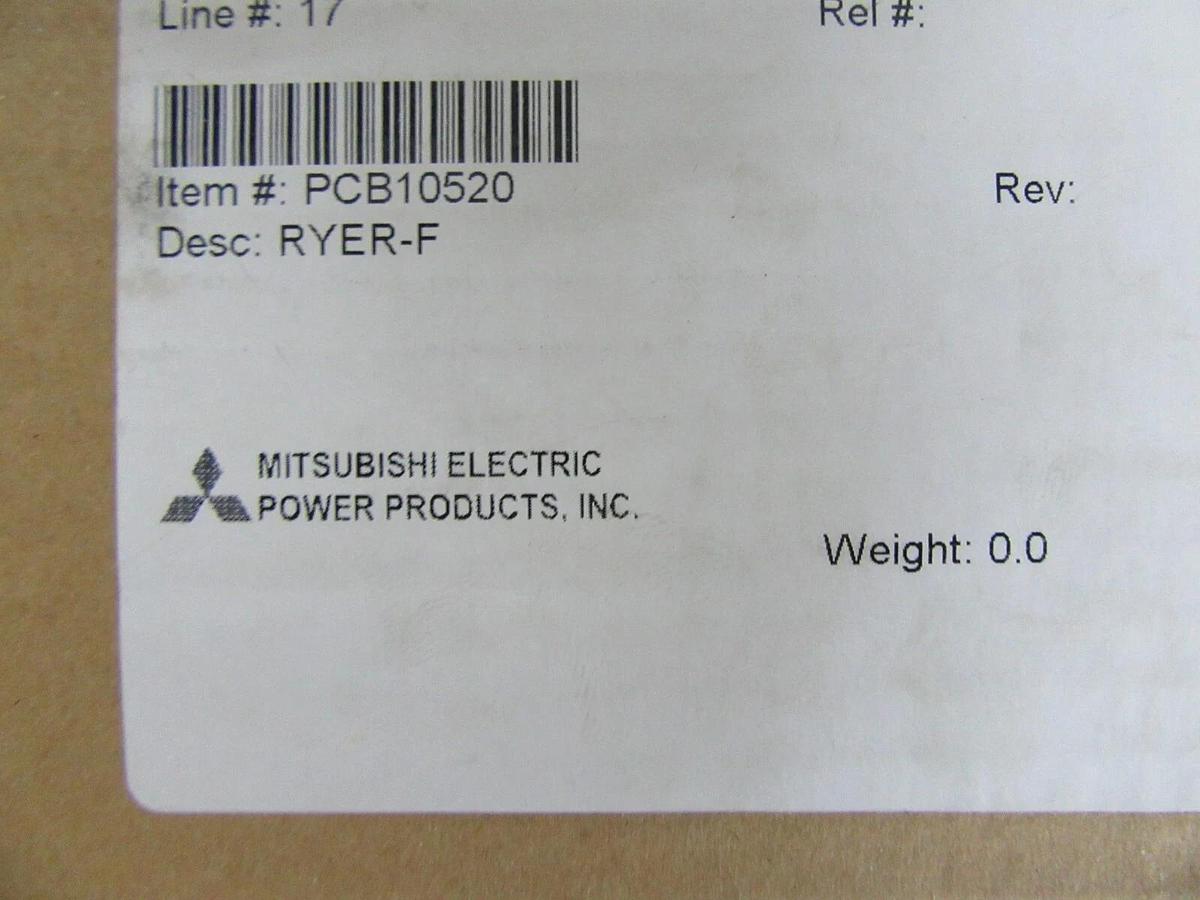 Line #: 17
Rel #:
Item #: PCB10520
Rev:
Desc: RYER-F
MITSUBISHI ELECTRIC
POWER PRODUCTS, INC.
Weight: 0.0